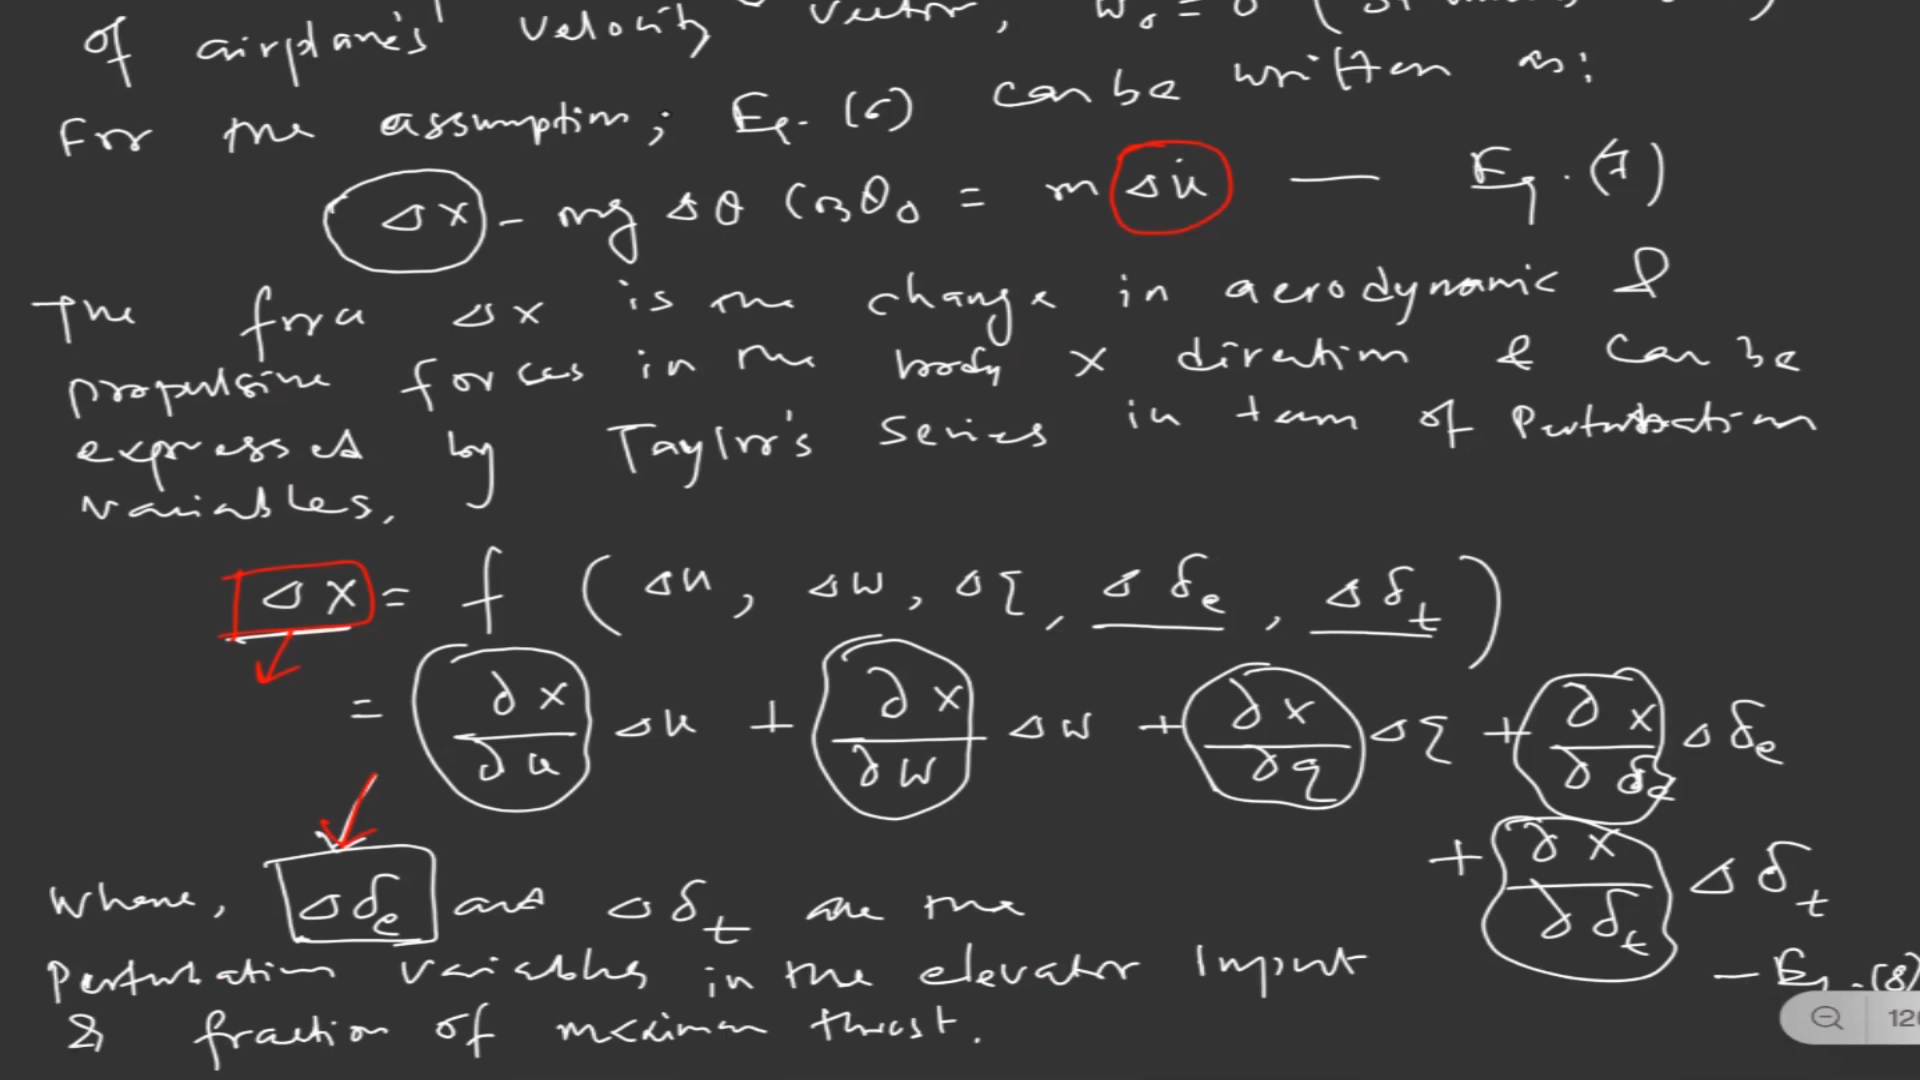 of airplane's velocity vector, w₀ = 0
For the assumption; Eq. (6) can be written as:
Δx - mg Δθ Cosθ₀ = m Δu̇ — Eq. (7)
The force Δx is the change in aerodynamic &
propulsive forces in the body x direction & can be
expressed by Taylor's series in term of Perturbation
variables,
Δx = f (Δu, Δw, Δq, Δδe, Δδt)
= ∂x/∂u Δu + ∂x/∂w Δw + ∂x/∂q Δq + ∂x/∂δe Δδe
+ ∂x/∂δt Δδt
— Eq. (8)
Where, Δδe and Δδt are the
Perturbation variables in the elevator Input
& fraction of maximum thrust.